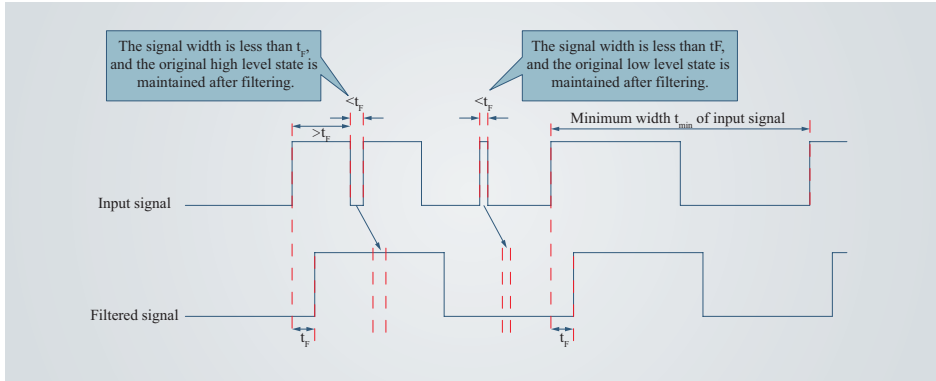 The signal width is less than tF,
and the original high level state is
maintained after filtering.
The signal width is less than tF,
and the original low level state is
maintained after filtering.
<tF
<tF
>tF
Minimum width tmin of input signal
Input signal
Filtered signal
tF
tF